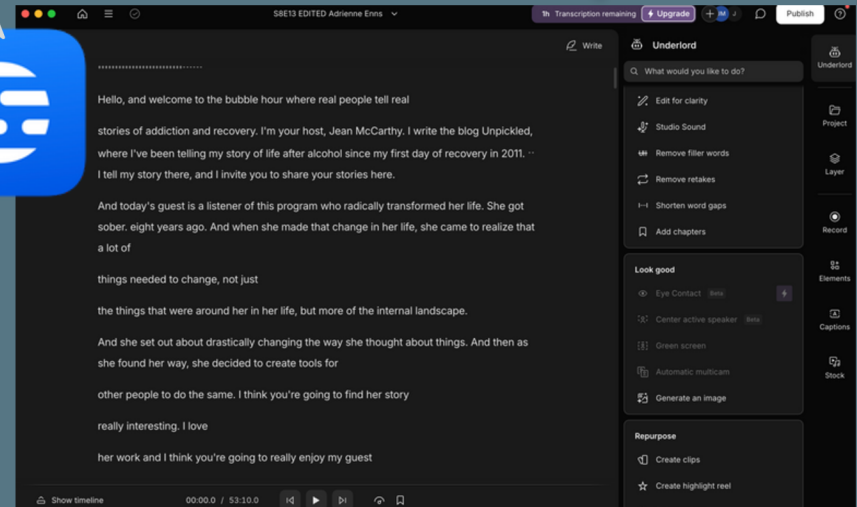 S8E13 EDITED Adrienne Enns
1h Transcription remaining
Upgrade
Publish
Write
Hello, and welcome to the bubble hour where real people tell real
stories of addiction and recovery. I'm your host, Jean McCarthy. I write the blog Unpickled,
where I've been telling my story of life after alcohol since my first day of recovery in 2011.
I tell my story there, and I invite you to share your stories here.
And today's guest is a listener of this program who radically transformed her life. She got
sober. eight years ago. And when she made that change in her life, she came to realize that
a lot of
things needed to change, not just
the things that were around her in her life, but more of the internal landscape.
And she set out about drastically changing the way she thought about things. And then as
she found her way, she decided to create tools for
other people to do the same. I think you're going to find her story
really interesting. I love
her work and I think you're going to really enjoy my guest
Show timeline
00:00.0 / 53:10.0
Underlord
What would you like to do?
Edit for clarity
Studio Sound
Remove filler words
Remove retakes
Shorten word gaps
Add chapters
Look good
Eye Contact Beta
Center active speaker Beta
Green screen
Automatic multicam
Generate an image
Repurpose
Create clips
Create highlight reel
Underlord
Project
Layer
Record
Elements
Captions
Stock